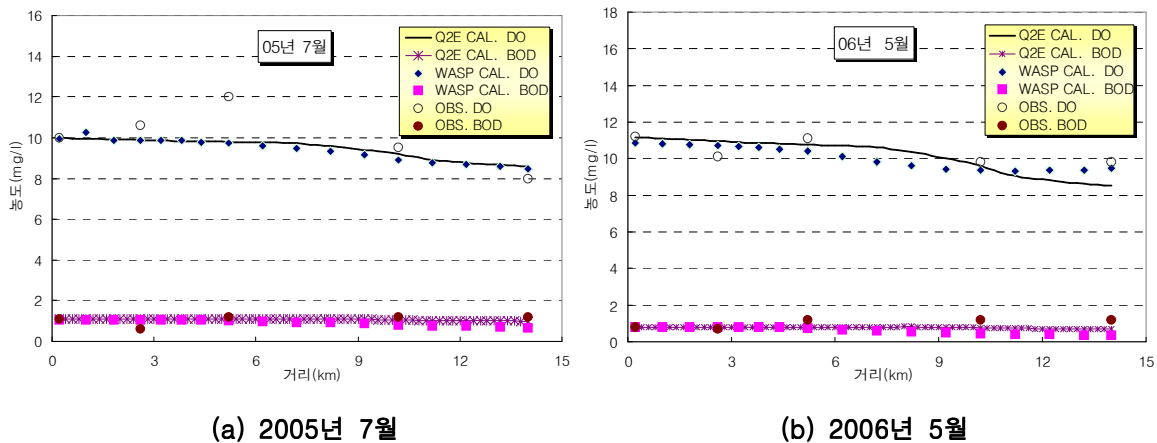 16
14
12
10
8
6
4
2
0
농도(mg/l)
0 3 6 9 12 15
거리(km)
05년 7월
Q2E CAL. DO
Q2E CAL. BOD
WASP CAL. DO
WASP CAL. BOD
OBS. DO
OBS. BOD
(a) 2005년 7월
18
16
14
12
10
8
6
4
2
0
농도(mg/l)
0 3 6 9 12 15
거리(km)
06년 5월
Q2E CAL. DO
Q2E CAL. BOD
WASP CAL. DO
WASP CAL. BOD
OBS. DO
OBS. BOD
(b) 2006년 5월